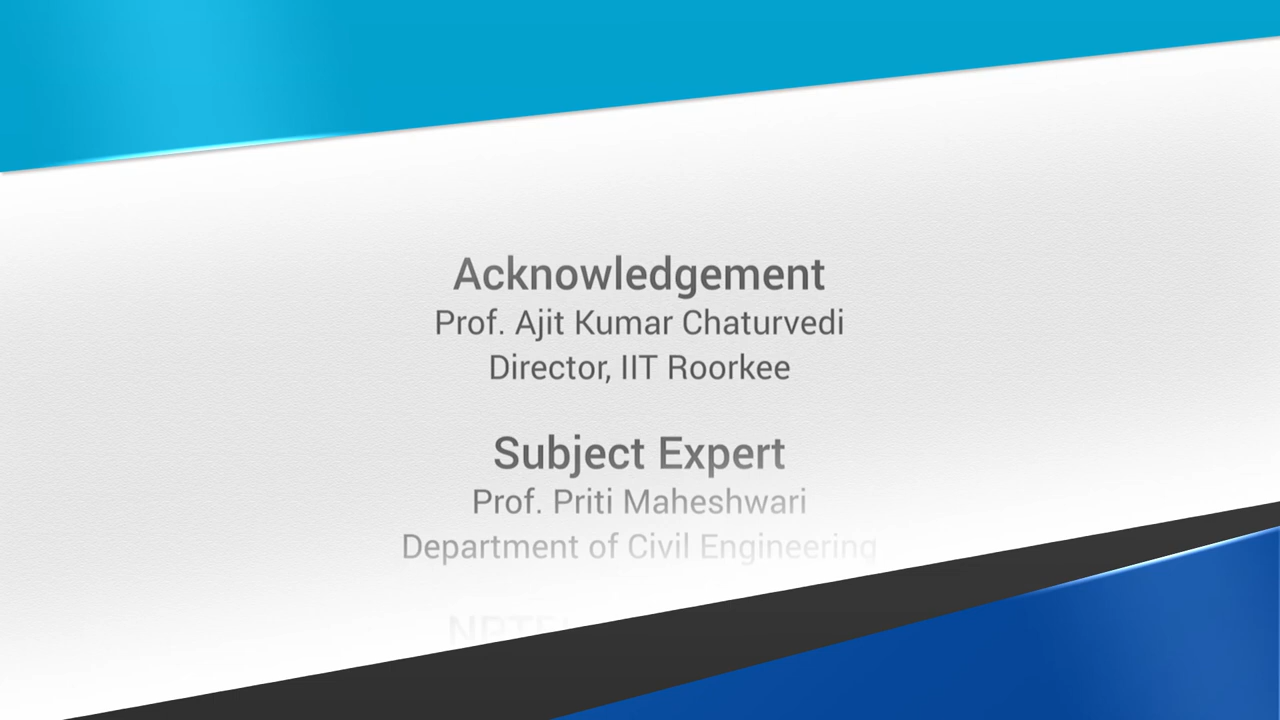 Acknowledgement
Prof. Ajit Kumar Chaturvedi
Director, IIT Roorkee
Subject Expert
Prof. Priti Maheshwari
Department of Civil Engineering